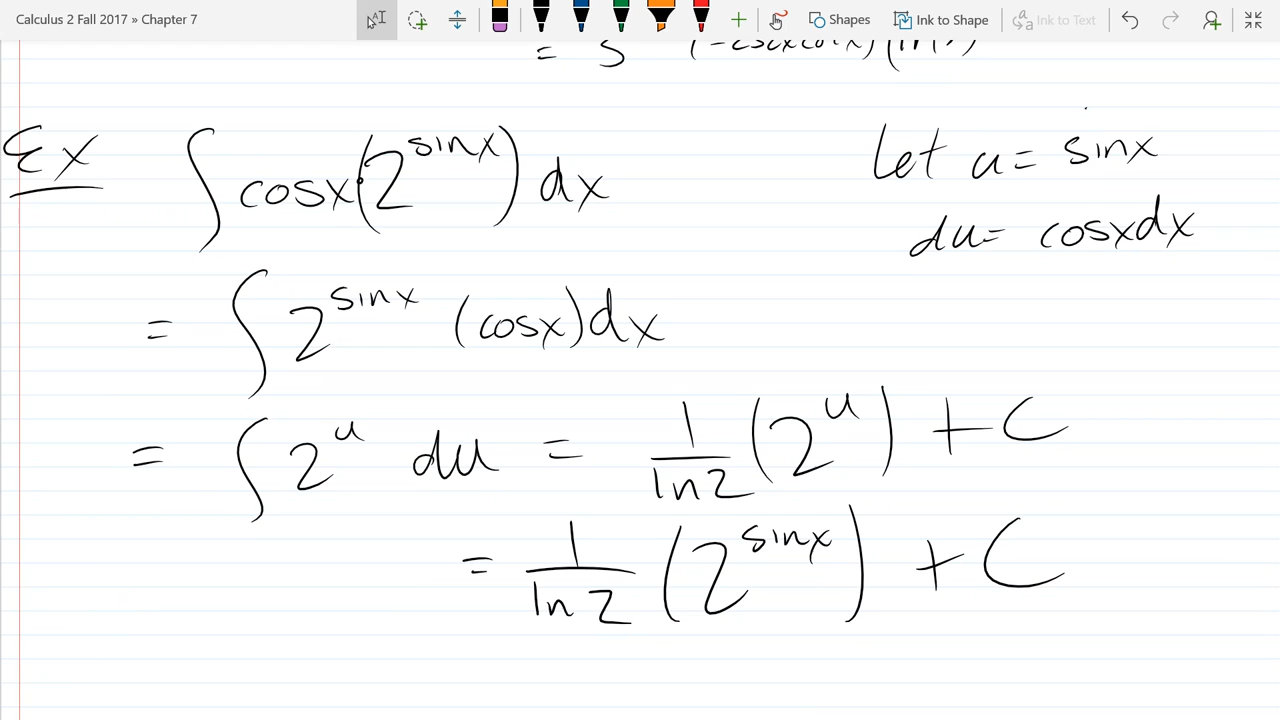 Calculus 2 Fall 2017 » Chapter 7
Shapes Ink to Shape Ink to Text
=
Ex ∫ cosx·(2^sinx) dx
Let u = sinx
du = cosxdx
= ∫ 2^sinx (cosx)dx
= ∫ 2^u du = 1/ln2 (2^u) + C
= 1/ln2 (2^sinx) + C